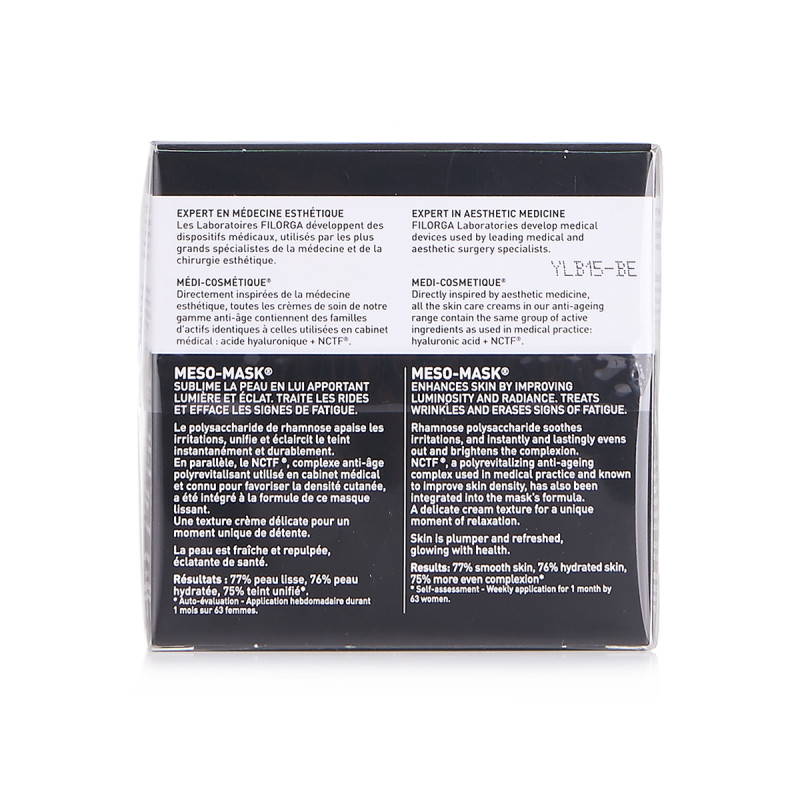 EXPERT EN MÉDECINE ESTHÉTIQUE
Les Laboratoires FILORGA développent des
dispositifs médicaux, utilisés par les plus
grands spécialistes de la médecine et de la
chirurgie esthétique.
MÉDI-COSMÉTIQUE®
Directement inspirées de la médecine
esthétique, toutes les crèmes de soin de notre
gamme anti-âge contiennent des familles
d'actifs identiques à celles utilisées en cabinet
médical : acide hyaluronique + NCTF®.
EXPERT IN AESTHETIC MEDICINE
FILORGA Laboratories develop medical
devices used by leading medical and
aesthetic surgery specialists.
YLB15-BE
MEDI-COSMETIQUE®
Directly inspired by aesthetic medicine,
all the skin care creams in our anti-ageing
range contain the same group of active
ingredients as used in medical practice:
hyaluronic acid + NCTF®.
MESO-MASK®
SUBLIME LA PEAU EN LUI APPORTANT
LUMIÈRE ET ÉCLAT. TRAITE LES RIDES
ET EFFACE LES SIGNES DE FATIGUE.
Le polysaccharide de rhamnose apaise les
irritations, unifie et éclaircit le teint
instantanément et durablement.
En parallèle, le NCTF®, complexe anti-âge
polyrevitalisant utilisé en cabinet médical
et connu pour favoriser la densité cutanée,
a été intégré à la formule de ce masque
lissant.
Une texture crème délicate pour un
moment unique de détente.
La peau est fraîche et repulpée,
éclatante de santé.
Résultats : 77% peau lisse, 76% peau
hydratée, 75% teint unifié*.
* Auto-évaluation - Application hebdomadaire durant
1 mois sur 63 femmes.
MESO-MASK®
ENHANCES SKIN BY IMPROVING
LUMINOSITY AND RADIANCE. TREATS
WRINKLES AND ERASES SIGNS OF FATIGUE.
Rhamnose polysaccharide soothes
irritations, and instantly and lastingly evens
out and brightens the complexion.
NCTF®, a polyrevitalizing anti-ageing
complex used in medical practice and known
to improve skin density, has also been
integrated into the mask's formula.
A delicate cream texture for a unique
moment of relaxation.
Skin is plumper and refreshed,
glowing with health.
Results: 77% smooth skin, 76% hydrated skin,
75% more even complexion*
* Self-assessment - Weekly application for 1 month by
63 women.